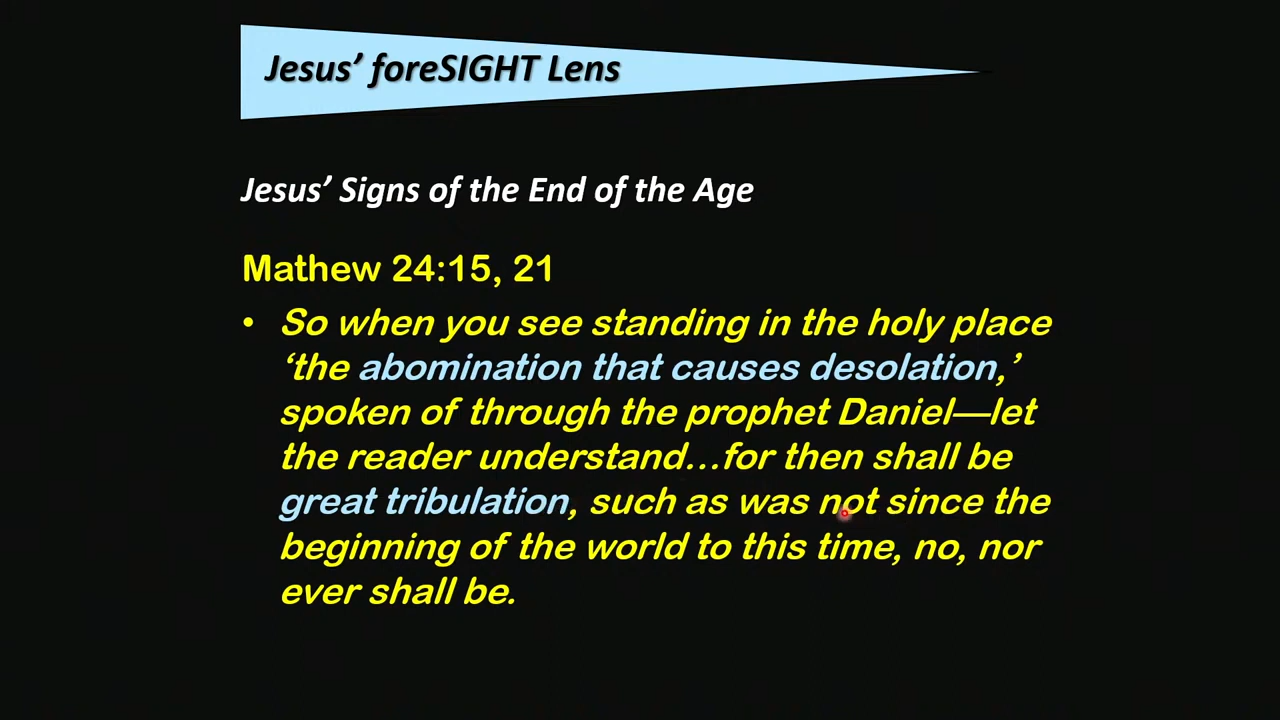 Jesus’ foreSIGHT Lens
Jesus’ Signs of the End of the Age
Mathew 24:15, 21
• So when you see standing in the holy place
‘the abomination that causes desolation,’
spoken of through the prophet Daniel—let
the reader understand…for then shall be
great tribulation, such as was not since the
beginning of the world to this time, no, nor
ever shall be.